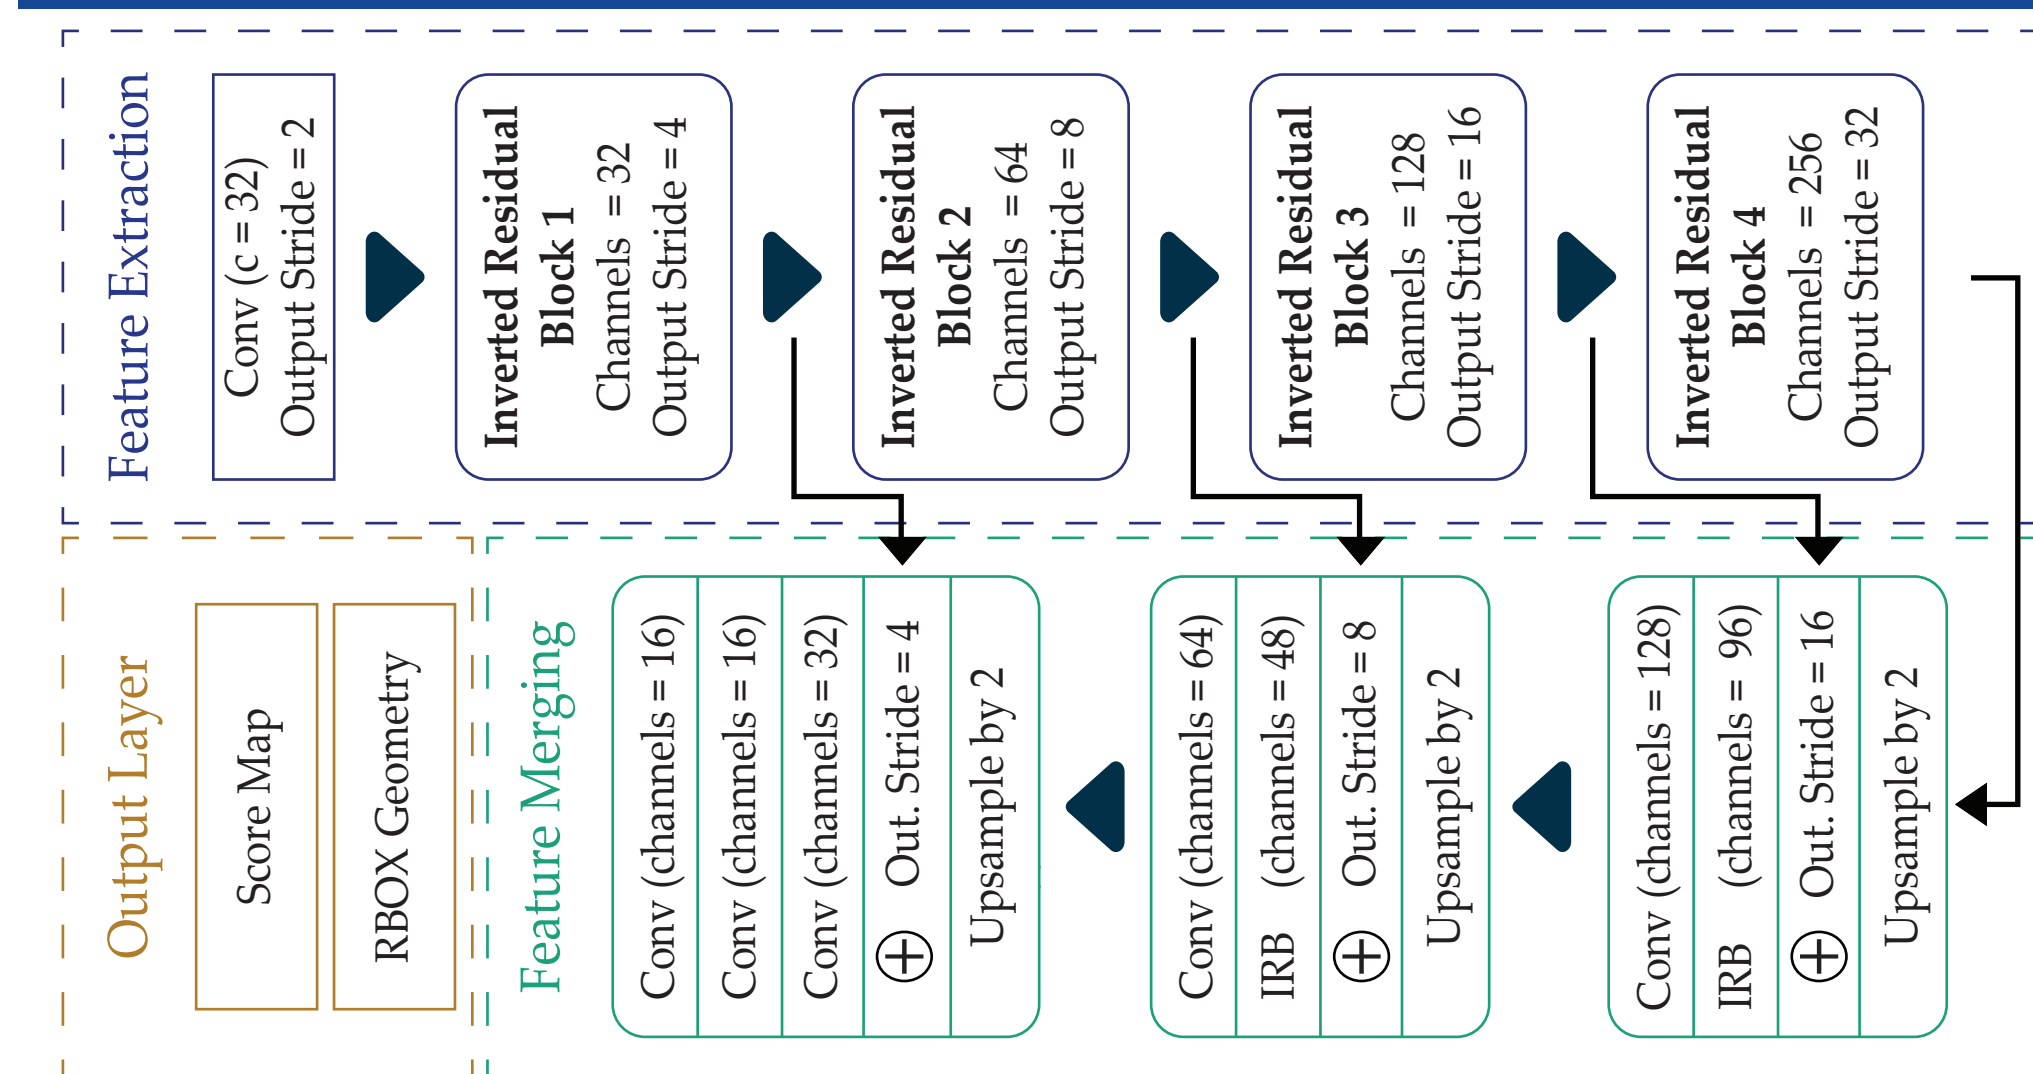 Feature Extraction
Conv (c = 32)
Output Stride = 2
Inverted Residual
Block 1
Channels = 32
Output Stride = 4
Inverted Residual
Block 2
Channels = 64
Output Stride = 8
Inverted Residual
Block 3
Channels = 128
Output Stride = 16
Inverted Residual
Block 4
Channels = 256
Output Stride = 32
Output Layer
Score Map
RBOX Geometry
Feature Merging
Conv (channels = 16)
Conv (channels = 16)
Conv (channels = 32)
⊕ Out. Stride = 4
Upsample by 2
Conv (channels = 64)
IRB (channels = 48)
⊕ Out. Stride = 8
Upsample by 2
Conv (channels = 128)
IRB (channels = 96)
⊕ Out. Stride = 16
Upsample by 2